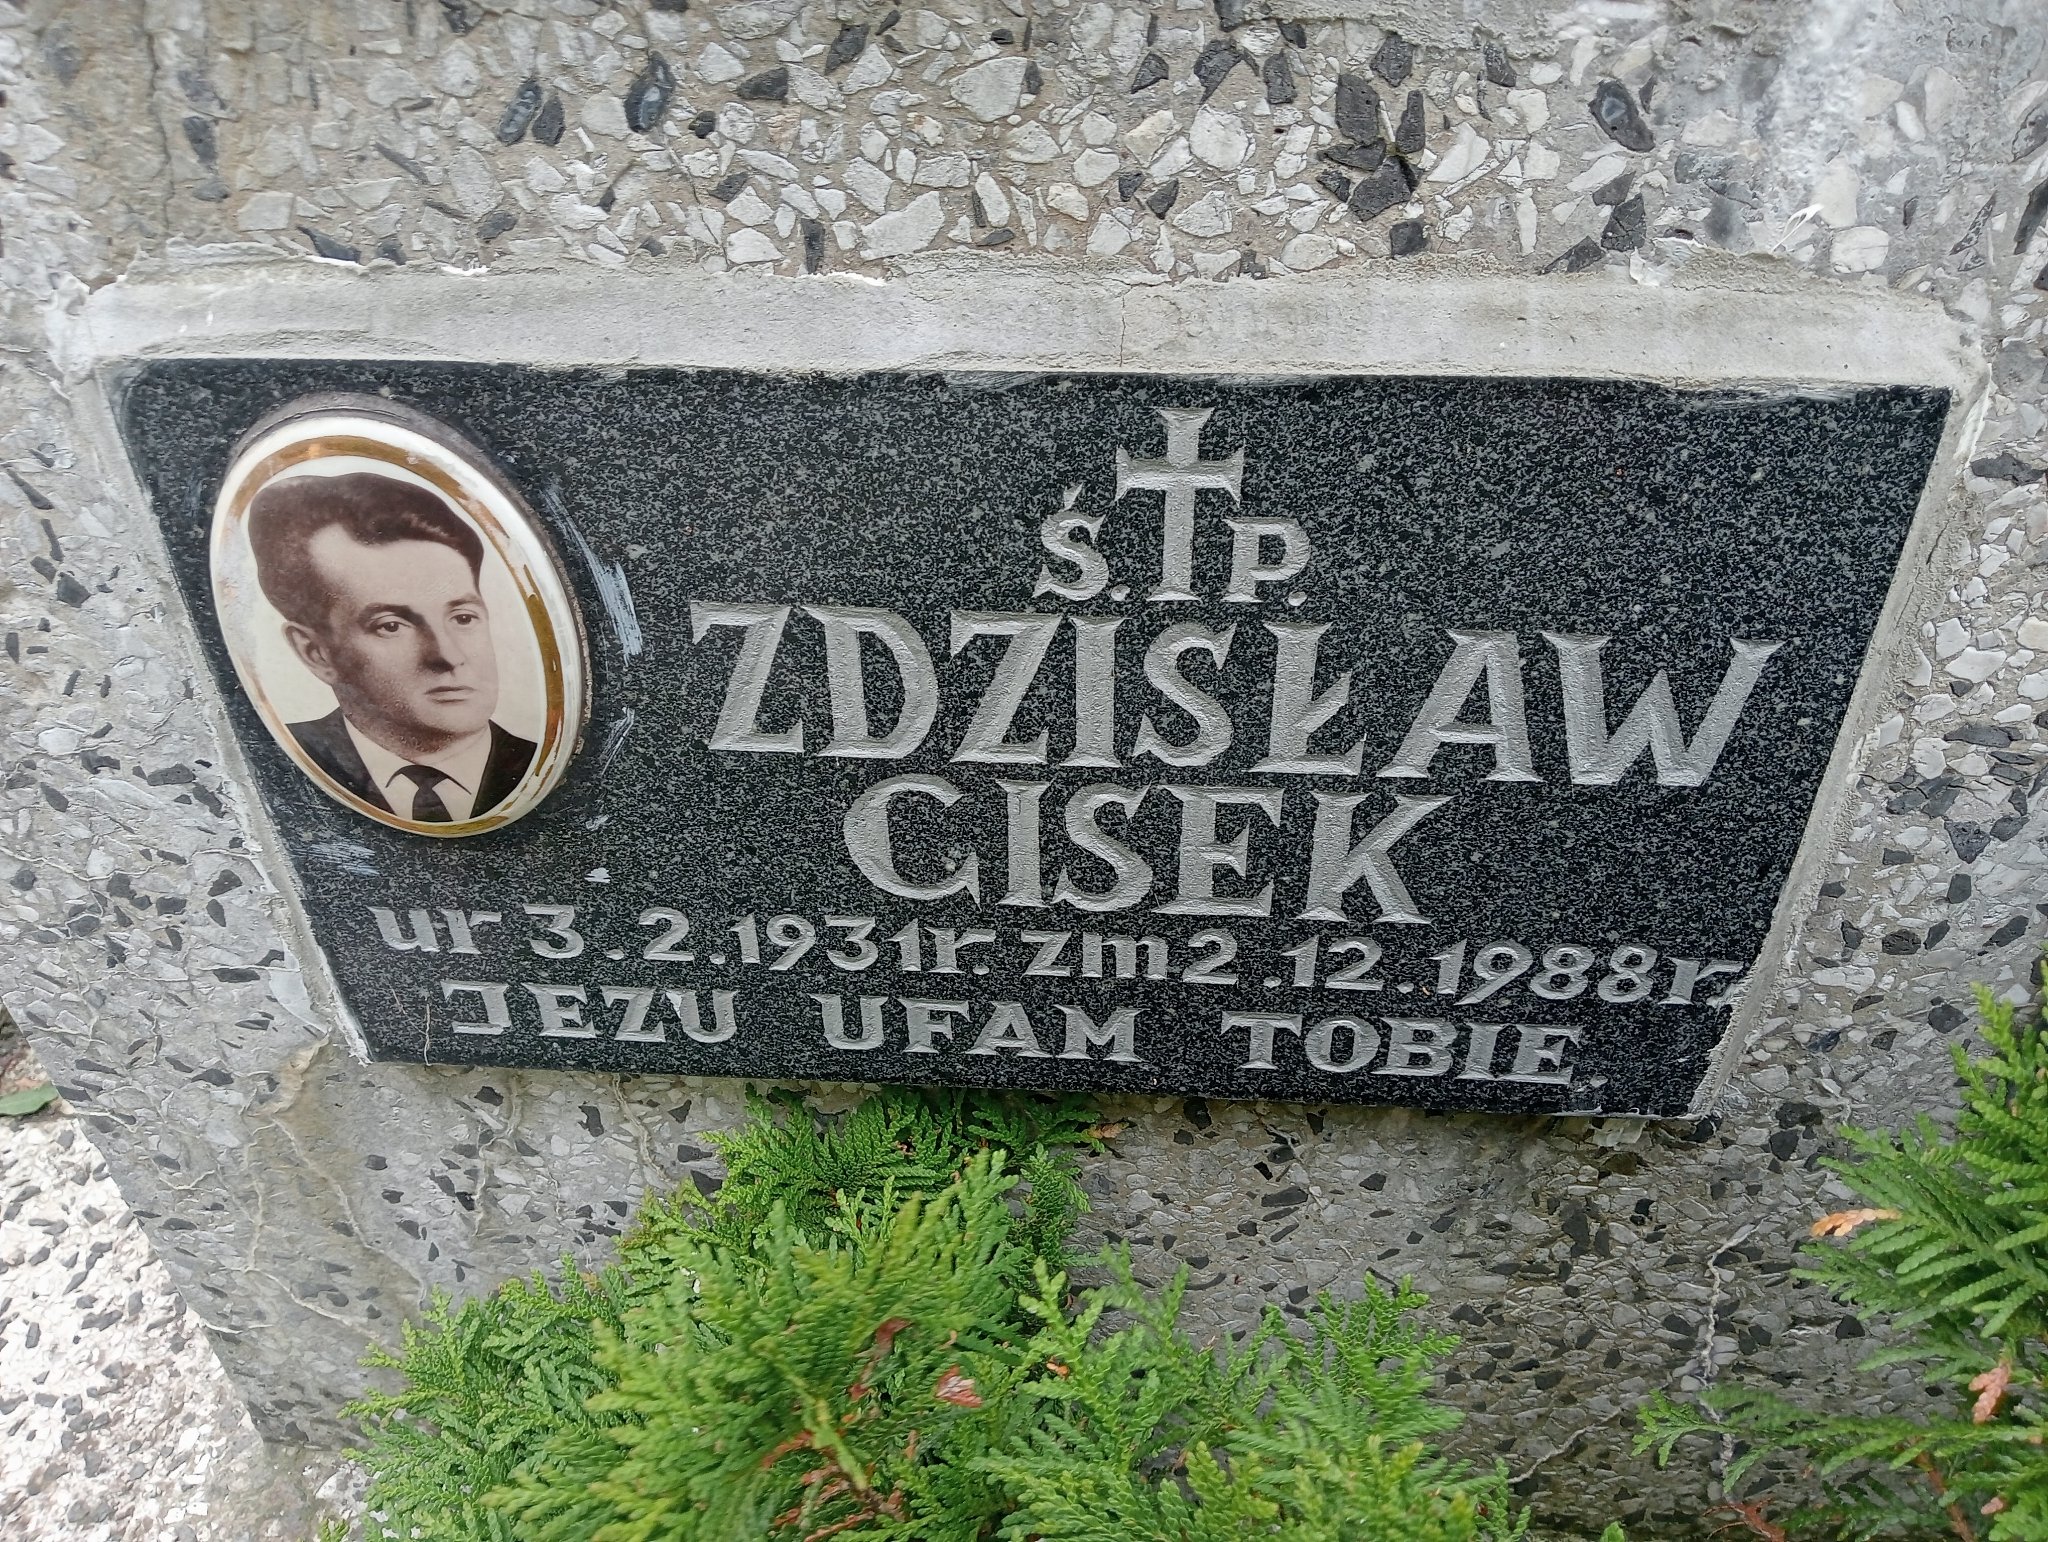 Ś. P.
ZDZISŁAW
CISEK
ur 3.2.1931r. zm 2.12.1988r.
JEZU UFAM TOBIE.